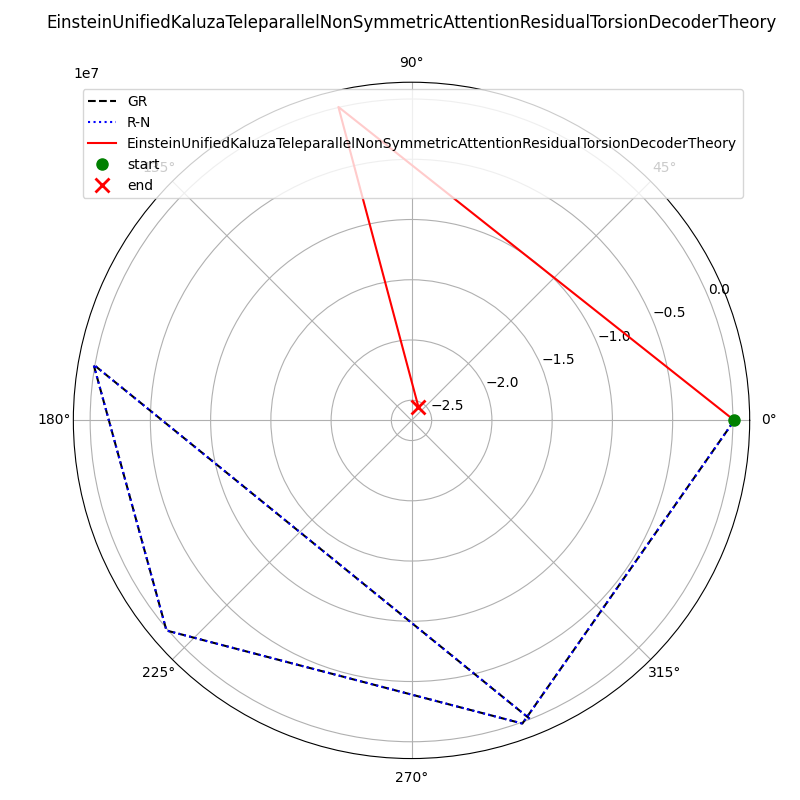 EinsteinUnifiedKaluzaTeleparallelNonSymmetricAttentionResidualTorsionDecoderTheory
90°
1e7
GR
R-N
EinsteinUnifiedKaluzaTeleparallelNonSymmetricAttentionResidualTorsionDecoderTheory
start
end
135°
45°
0.0
−0.5
−1.0
−1.5
−2.0
−2.5
180°
0°
225°
315°
270°